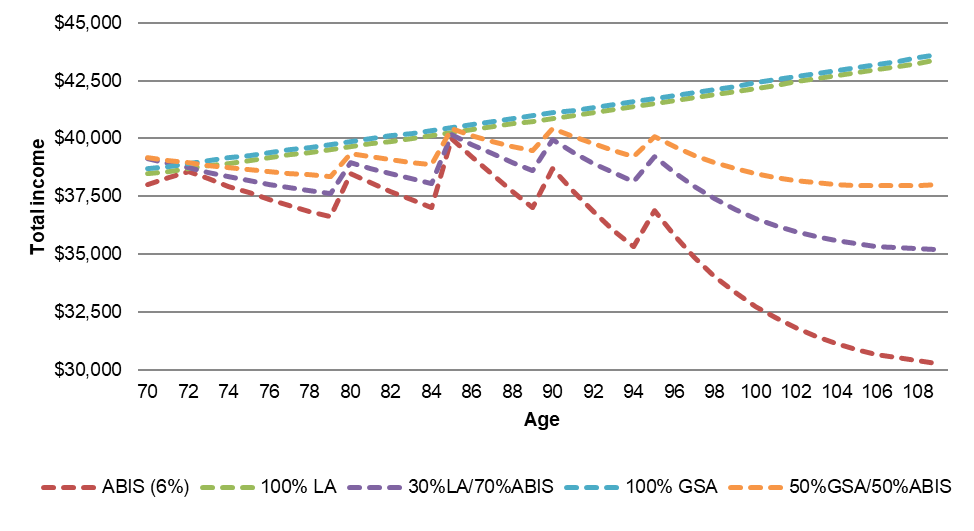 $45,000
$42,500
$40,000
$37,500
$35,000
$32,500
$30,000
Total income
70 72 74 76 78 80 82 84 86 88 90 92 94 96 98 100 102 104 106 108
Age
ABIS (6%) 100% LA 30%LA/70%ABIS 100% GSA 50%GSA/50%ABIS